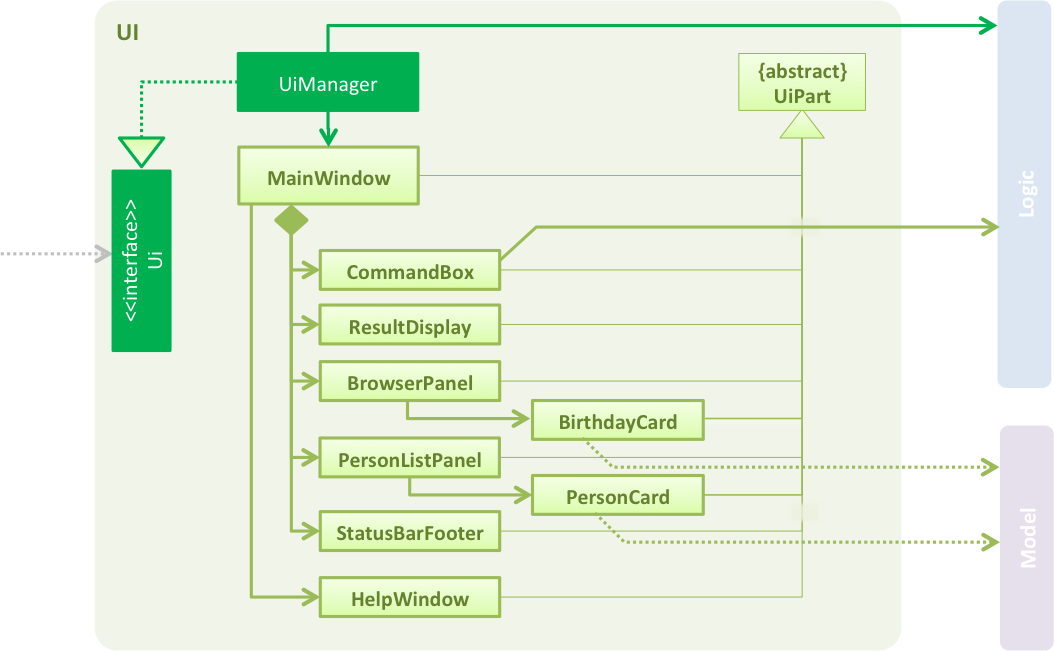 UI
UiManager
{abstract}
UiPart
MainWindow
<<interface>>
Ui
Logic
CommandBox
ResultDisplay
BrowserPanel
BirthdayCard
PersonListPanel
PersonCard
StatusBarFooter
HelpWindow
Model